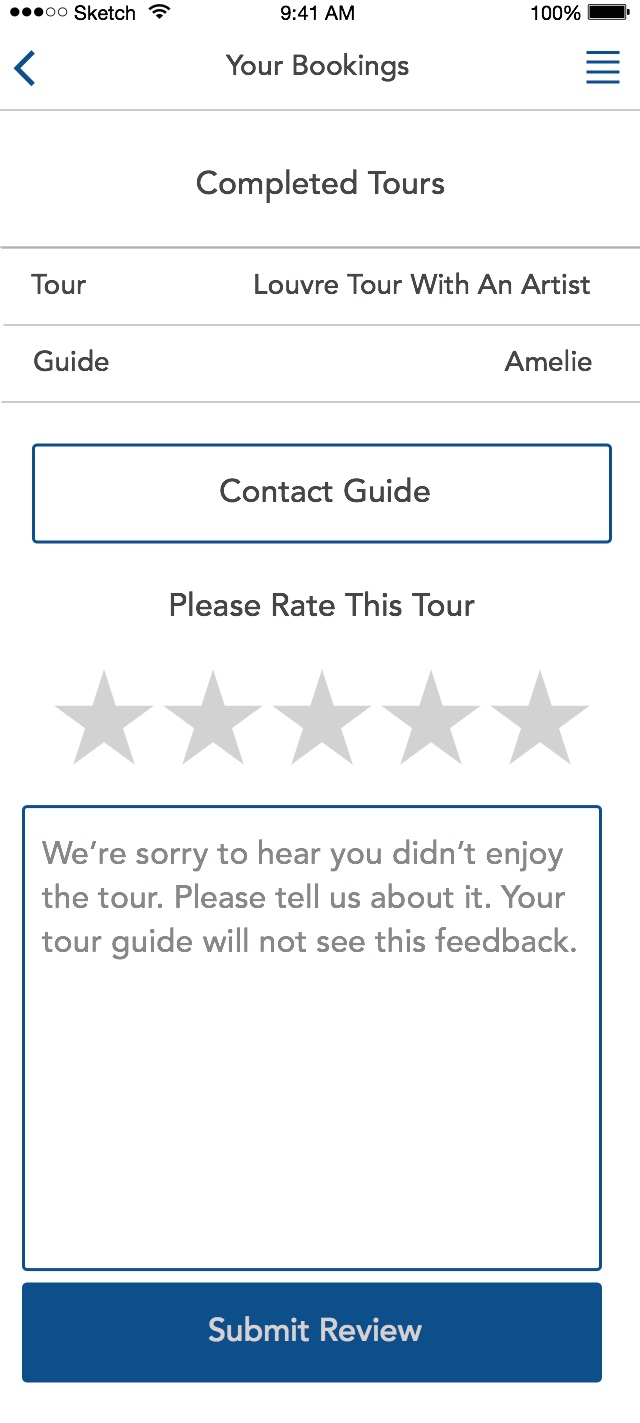 Sketch 9:41 AM 100%
Your Bookings
Completed Tours
Tour Louvre Tour With An Artist
Guide Amelie
Contact Guide
Please Rate This Tour
We’re sorry to hear you didn’t enjoy
the tour. Please tell us about it. Your
tour guide will not see this feedback.
Submit Review